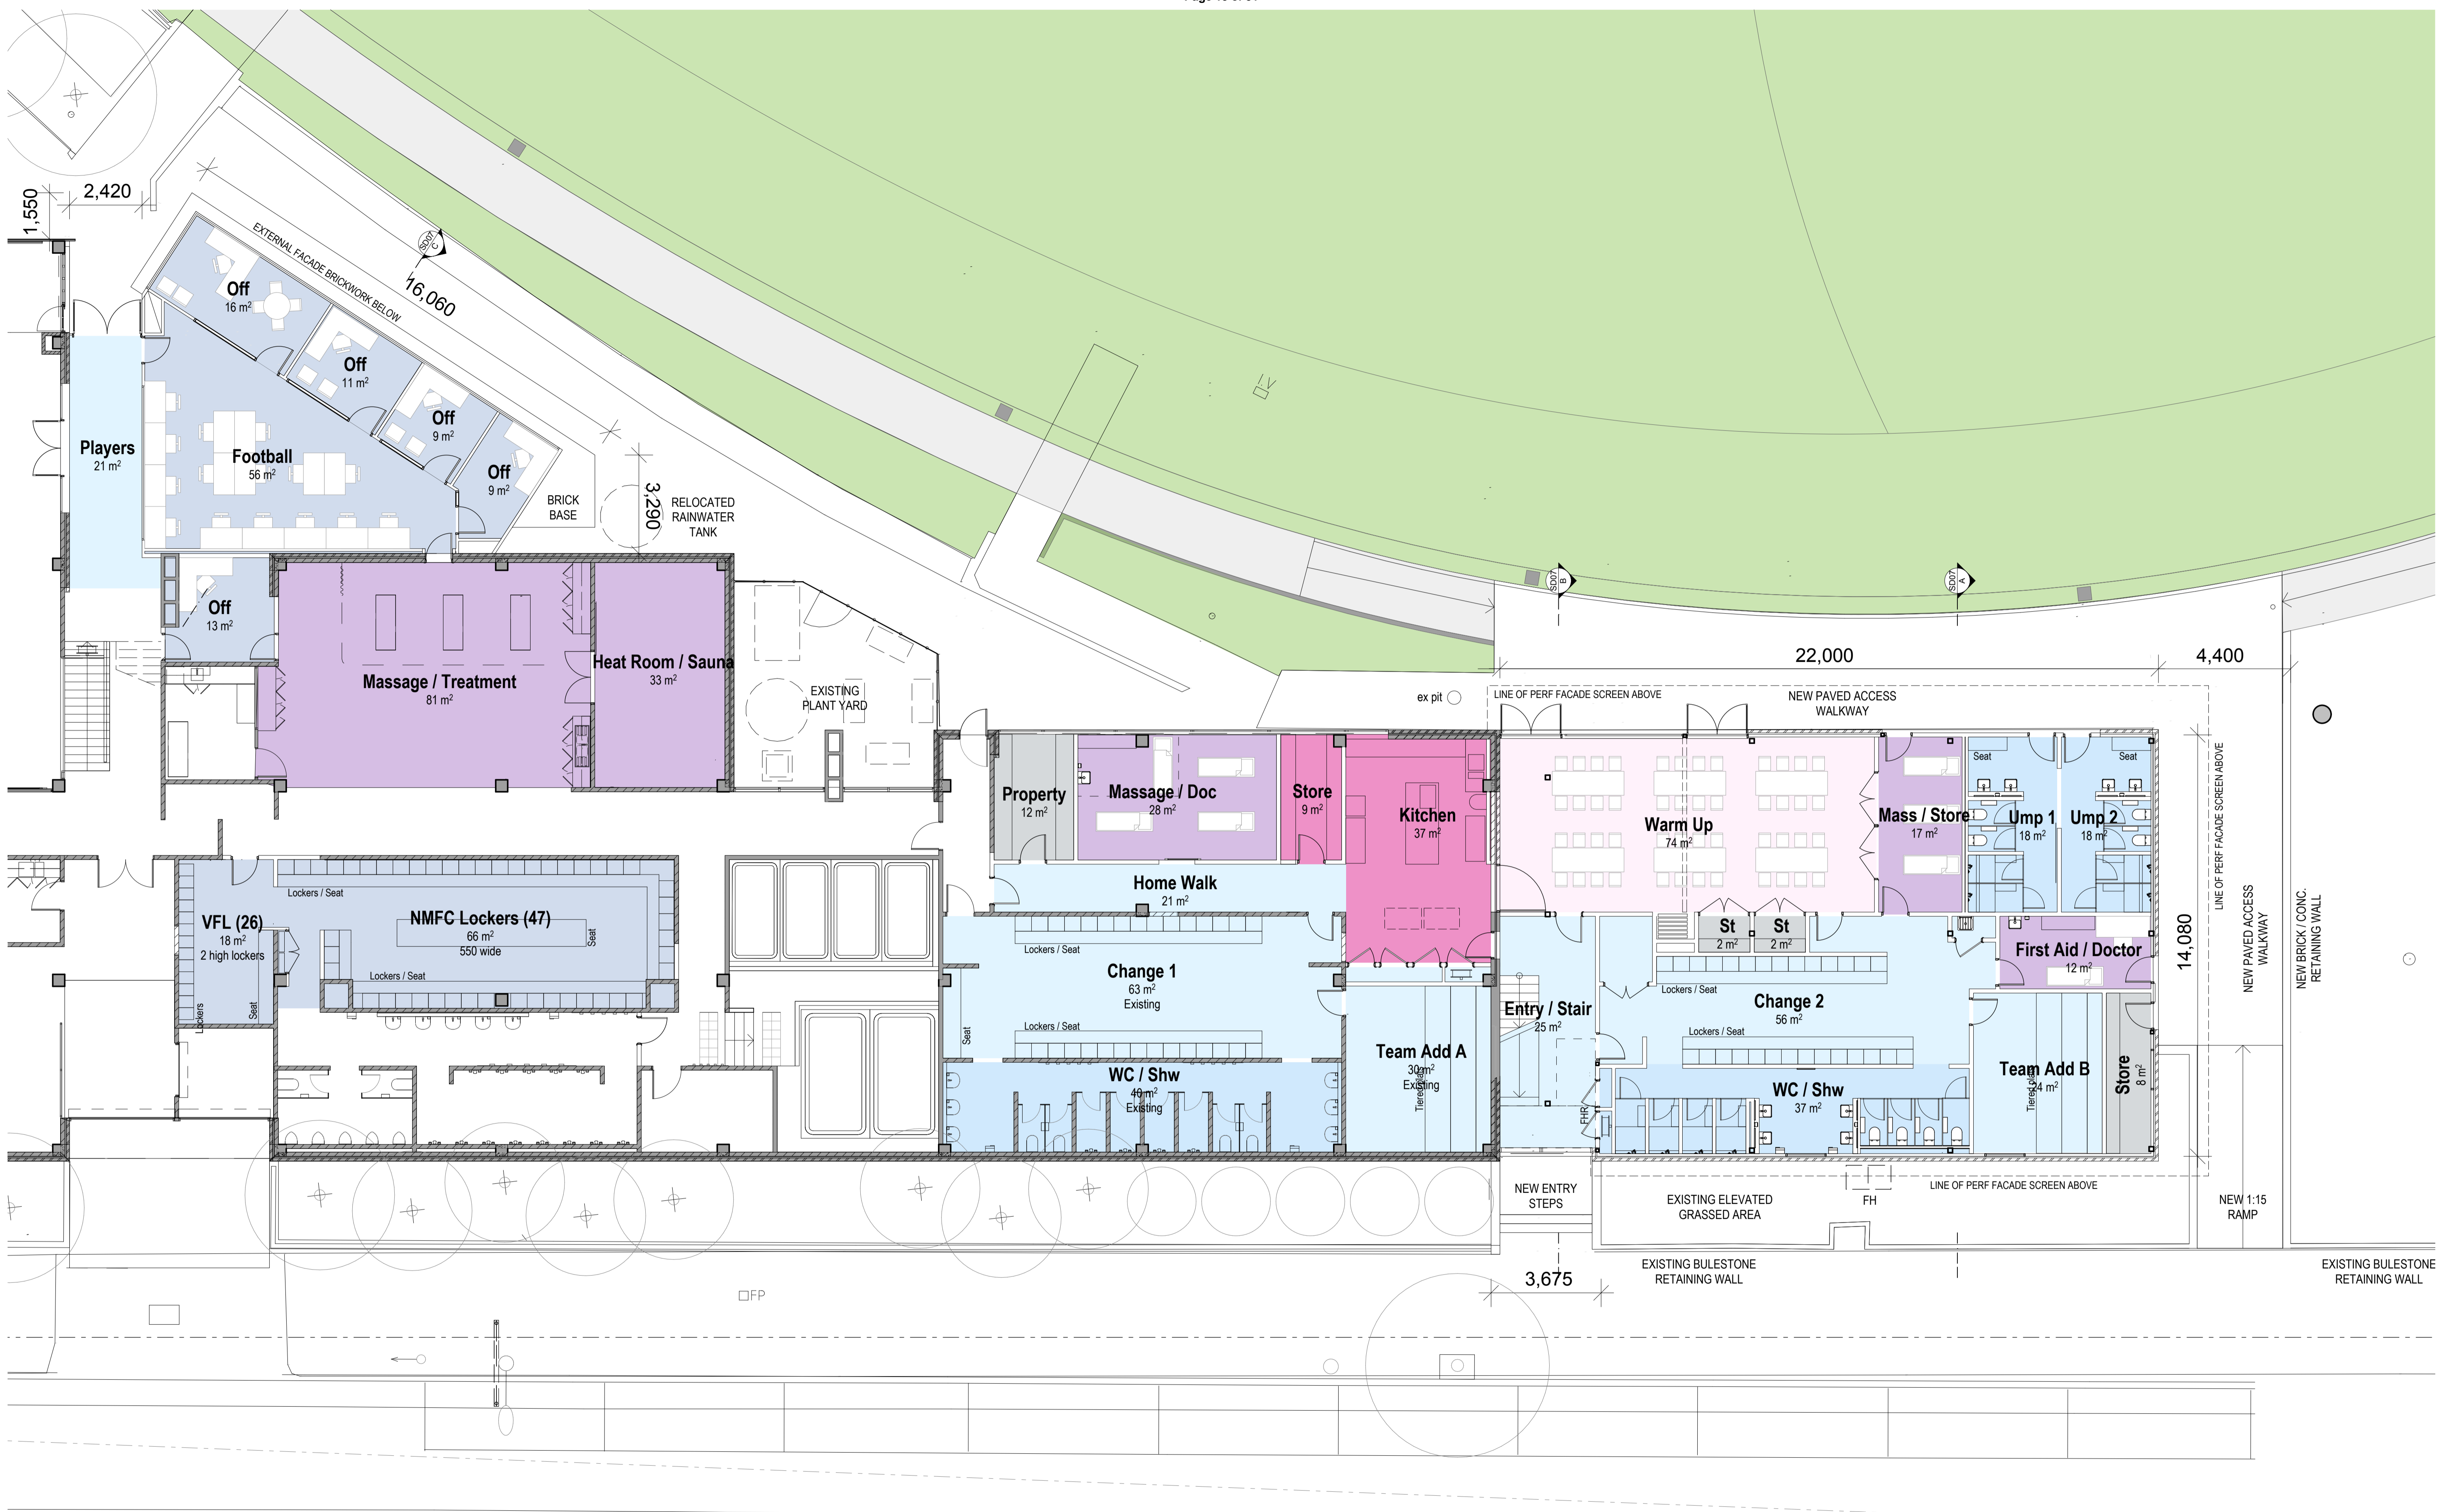 2,420
1,550
EXTERNAL FACADE BRICKWORK BELOW
SD07
C
16,060
Off
16 m²
Off
11 m²
Off
9 m²
Off
9 m²
Players
21 m²
Football
56 m²
BRICK
BASE
3,290
RELOCATED
RAINWATER
TANK
Off
13 m²
Massage / Treatment
81 m²
Heat Room / Sauna
33 m²
EXISTING
PLANT YARD
SD07
B
SD07
A
22,000
4,400
ex pit
LINE OF PERF FACADE SCREEN ABOVE
NEW PAVED ACCESS
WALKWAY
Property
12 m²
Massage / Doc
28 m²
Store
9 m²
Kitchen
37 m²
Warm Up
74 m²
Mass / Store
17 m²
Seat
Ump 1
18 m²
Seat
Ump 2
18 m²
LINE OF PERF FACADE SCREEN ABOVE
Home Walk
21 m²
VFL (26)
18 m²
2 high lockers
Lockers
Seat
Lockers / Seat
NMFC Lockers (47)
66 m²
550 wide
Seat
Lockers / Seat
Lockers / Seat
Change 1
63 m²
Existing
Lockers / Seat
Seat
WC / Shw
40 m²
Existing
Team Add A
30 m²
Existing
Entry / Stair
25 m²
FHR
St
2 m²
St
2 m²
Lockers / Seat
Change 2
56 m²
Lockers / Seat
WC / Shw
37 m²
First Aid / Doctor
12 m²
Team Add B
Store
8 m²
14,080
NEW PAVED ACCESS
WALKWAY
NEW BRICK / CONC.
RETAINING WALL
NEW ENTRY
STEPS
EXISTING ELEVATED
GRASSED AREA
FH
LINE OF PERF FACADE SCREEN ABOVE
NEW 1:15
RAMP
3,675
EXISTING BULESTONE
RETAINING WALL
EXISTING BULESTONE
RETAINING WALL
FP